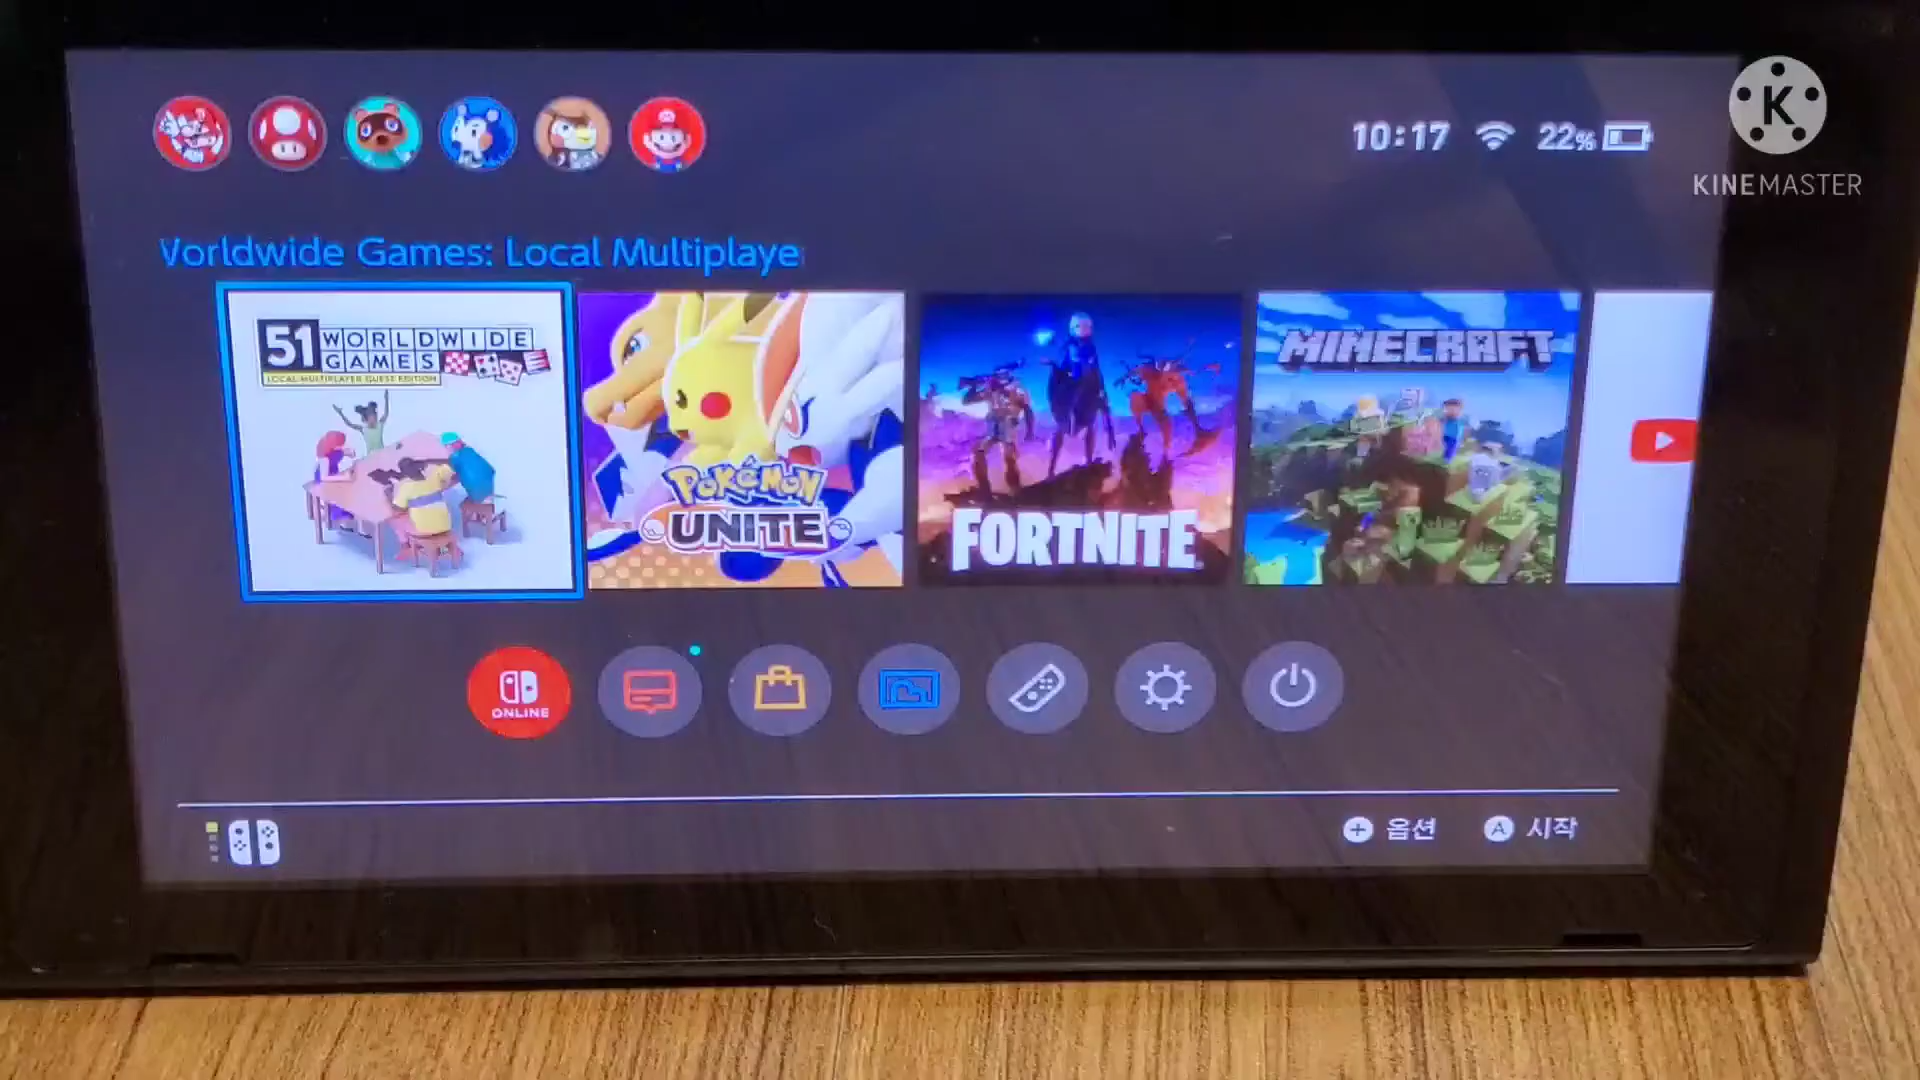 10:17 22%
K
KINEMASTER
Vorldwide Games: Local Multiplaye
51 WORLDWIDE
GAMES
LOCAL MULTIPLAYER GUEST EDITION
POKÉMON
UNITE
FORTNITE
MINECRAFT
ONLINE
+ 옵션 A 시작